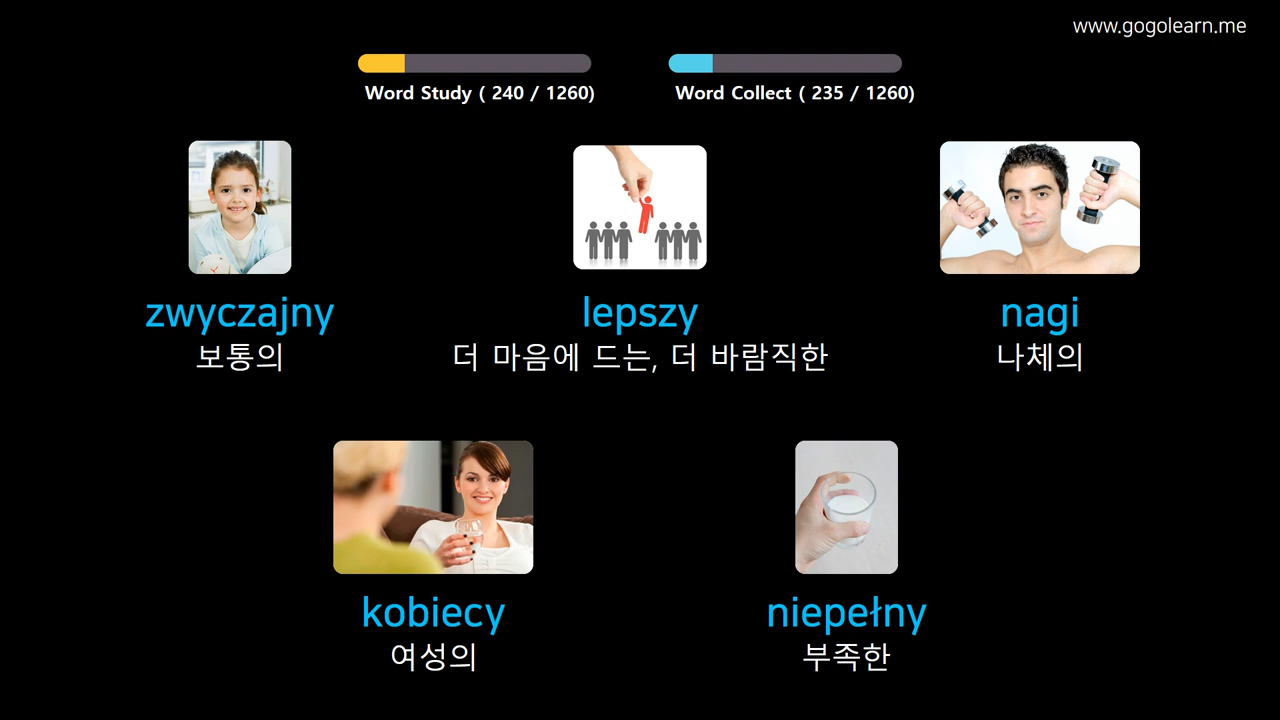 www.gogolearn.me
Word Study ( 240 / 1260)
Word Collect ( 235 / 1260)
zwyczajny
보통의
lepszy
더 마음에 드는, 더 바람직한
nagi
나체의
kobiecy
여성의
niepełny
부족한